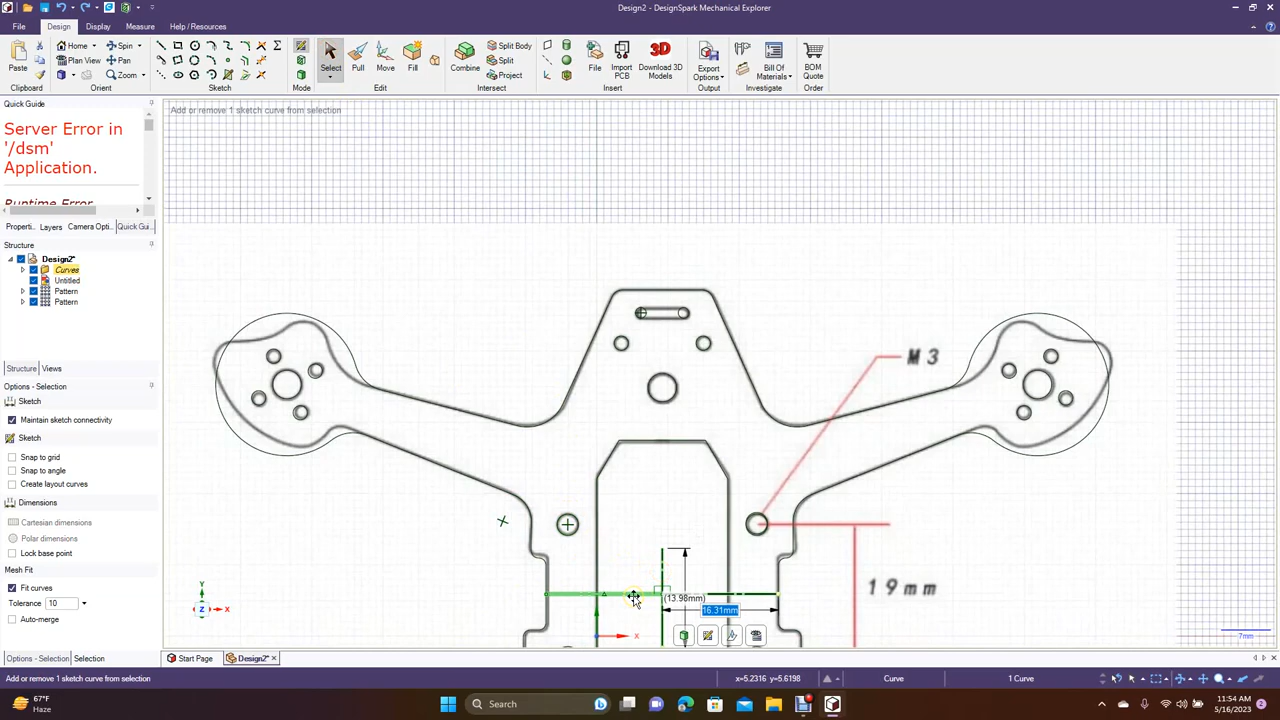 Design2 - DesignSpark Mechanical Explorer
File Design Display Measure Help / Resources
Paste
Home
Plan View
Spin
Pan
Zoom
Select
Pull
Move
Fill
Combine
Split Body
Split
Project
File
Import PCB
Download 3D Models
Export Options
Bill Of Materials
BOM Quote
Clipboard Orient Sketch Mode Edit Intersect Insert Output Investigate Order
Quick Guide
Add or remove 1 sketch curve from selection
Server Error in
'/dsm'
Application.
Runtime Error
Properti... Layers Camera Opti... Quick Gui...
Structure
Design2*
Curves
Untitled
Pattern
Pattern
M 3
Structure Views
Options - Selection
Sketch
Maintain sketch connectivity
Sketch
Snap to grid
Snap to angle
Create layout curves
Dimensions
Cartesian dimensions
Polar dimensions
Lock base point
Mesh Fit
Fit curves
Tolerance 10
Auto-merge
19mm
(13.98mm)
16.31mm
Y
Z X
X
7mm
Options - Selection Selection
Start Page Design2*
Add or remove 1 sketch curve from selection
x=5.2316 y=5.6198
Curve
1 Curve
67°F
Haze
Search
11:54 AM
5/16/2023